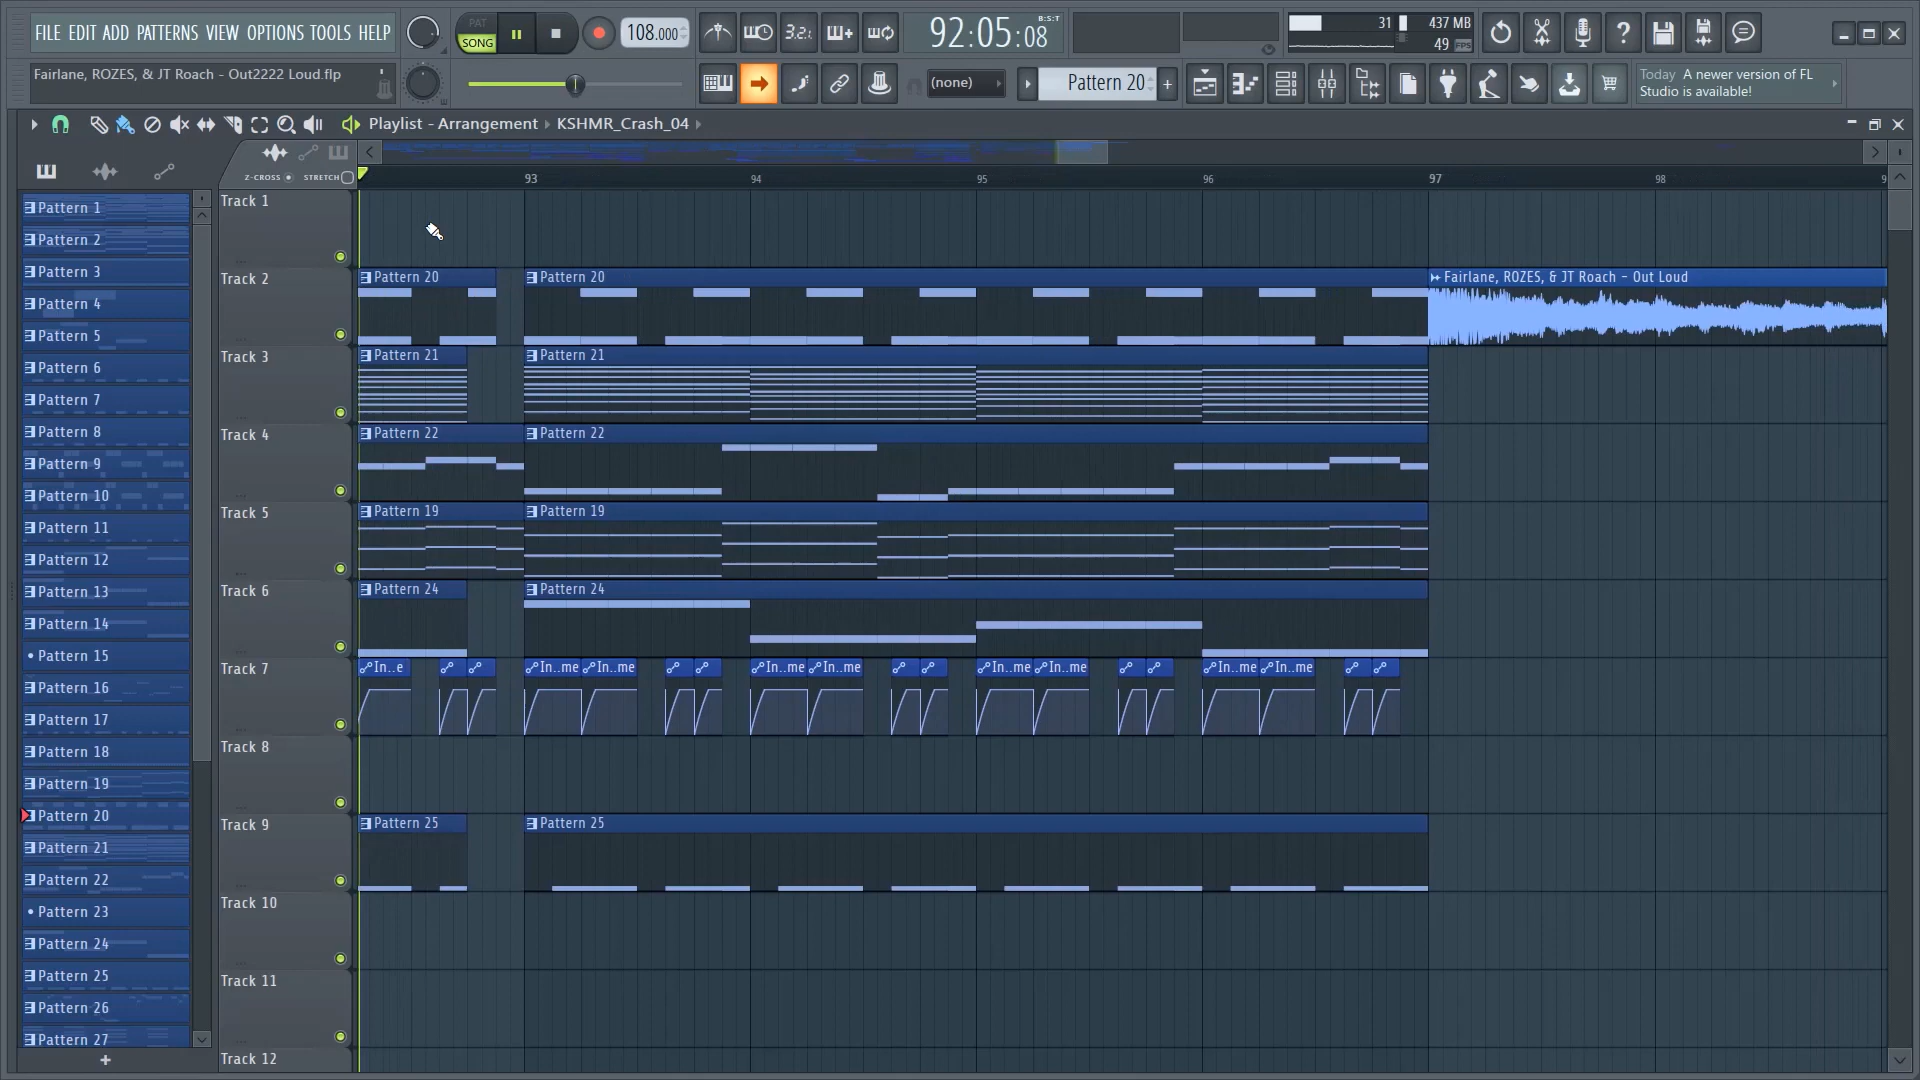 FILE EDIT ADD PATTERNS VIEW OPTIONS TOOLS HELP
PAT
SONG
108.000
3.2.1
92:05:08
B:S:T
31
437 MB
49 FPS
Fairlane, ROZES, & JT Roach - Out2222 Loud.flp
(none)
Pattern 20
Today A newer version of FL
Studio is available!
Playlist - Arrangement
KSHMR_Crash_04
Z-CROSS
STRETCH
93
94
95
96
97
98
9
Pattern 1
Pattern 2
Pattern 3
Pattern 4
Pattern 5
Pattern 6
Pattern 7
Pattern 8
Pattern 9
Pattern 10
Pattern 11
Pattern 12
Pattern 13
Pattern 14
Pattern 15
Pattern 16
Pattern 17
Pattern 18
Pattern 19
Pattern 20
Pattern 21
Pattern 22
Pattern 23
Pattern 24
Pattern 25
Pattern 26
Pattern 27
Track 1
Track 2
Pattern 20
Pattern 20
Fairlane, ROZES, & JT Roach - Out Loud
Track 3
Pattern 21
Pattern 21
Track 4
Pattern 22
Pattern 22
Track 5
Pattern 19
Pattern 19
Track 6
Pattern 24
Pattern 24
Track 7
In..e
In..me
In..me
In..me
In..me
In..me
In..me
In..me
In..me
Track 8
Track 9
Pattern 25
Pattern 25
Track 10
Track 11
Track 12